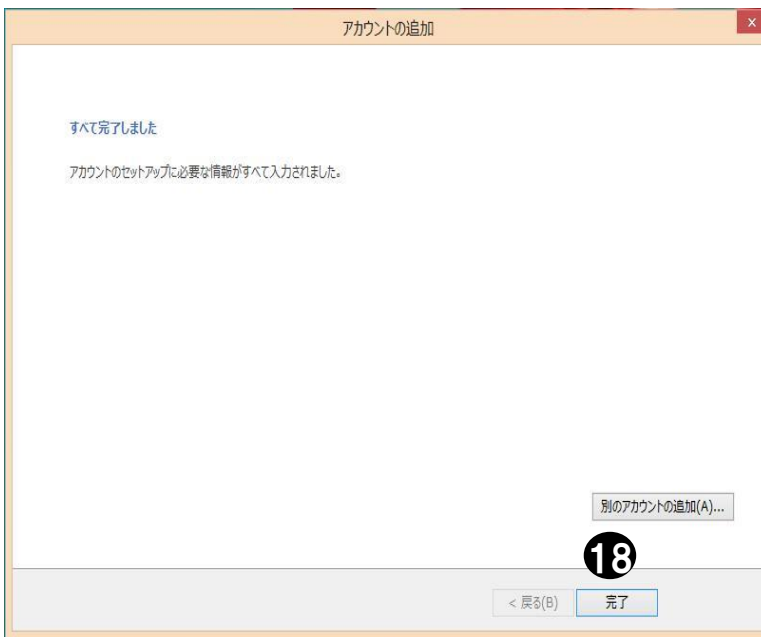 アカウントの追加
x
すべて完了しました
アカウントのセットアップに必要な情報がすべて入力されました。
別のアカウントの追加(A)...
18
< 戻る(B)
完了